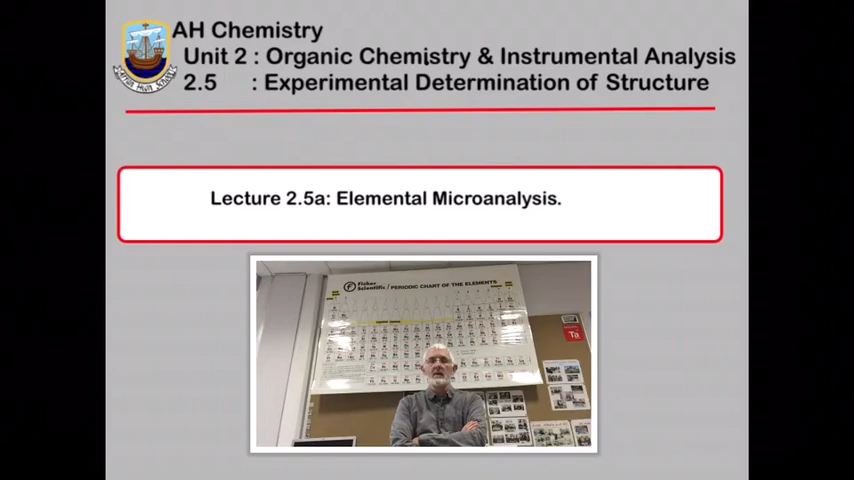 AH Chemistry
Unit 2 : Organic Chemistry & Instrumental Analysis
2.5 : Experimental Determination of Structure
Lecture 2.5a: Elemental Microanalysis.
Fisher
Scientific / PERIODIC CHART OF THE ELEMENTS
Ta